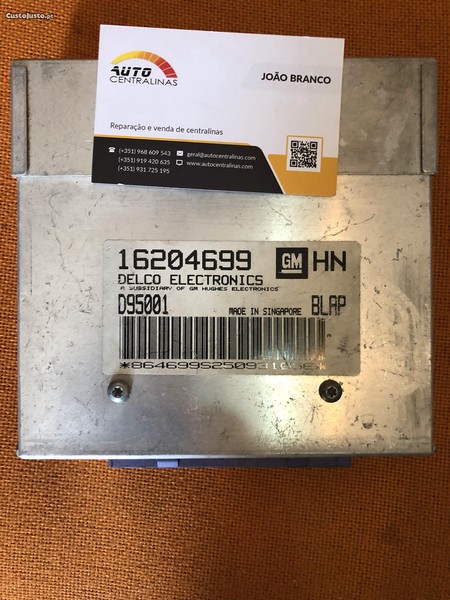 CustoJusto.pt
AUTO
CENTRALINAS
JOÃO BRANCO
Reparação e venda de centralinas
(+351) 968 609 543
(+351) 919 420 635
(+351) 931 725 195
geral@autocentralinas.com
www.autocentralinas.com
16204699 GM HN
DELCO ELECTRONICS
A SUBSIDIARY OF GM HUGHES ELECTRONICS
D95001 MADE IN SINGAPORE BLAP